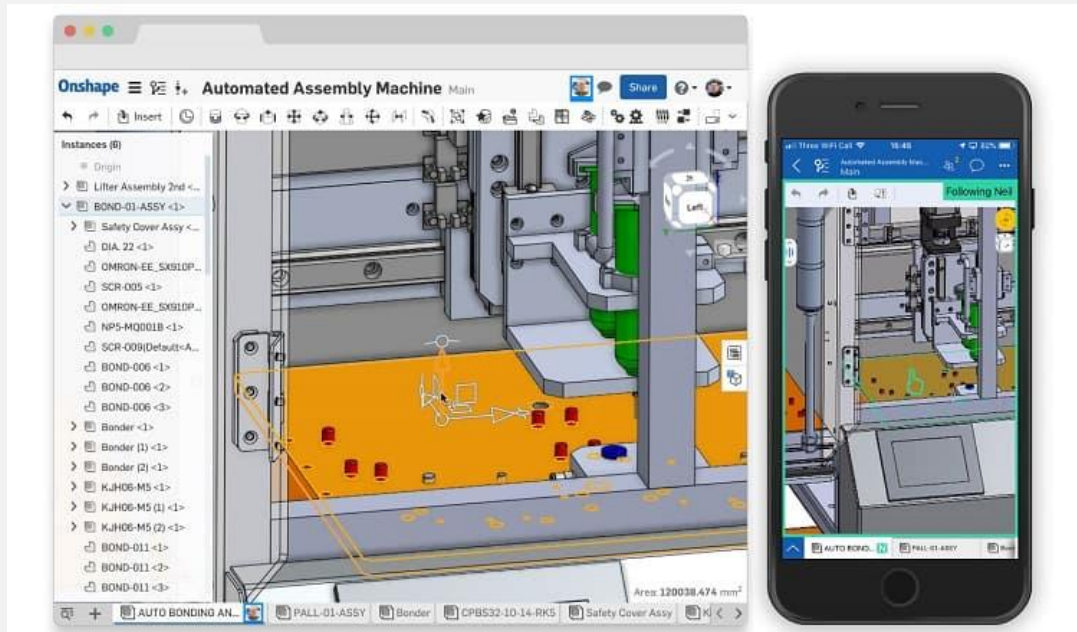 Onshape Automated Assembly Machine Main Share
Insert
Instances (6)
Origin
Lifter Assembly 2nd <...
BOND-01-ASSY <1>
Safety Cover Assy <...
DIA. 22 <1>
OMRON-EE_SX910P...
SCR-005 <1>
OMRON-EE_SX910P...
NP5-MQ001B <1>
SCR-009(Default<A...
BOND-006 <1>
BOND-006 <2>
BOND-006 <3>
Bonder <1>
Bonder (1) <1>
Bonder (2) <1>
KJH06-M5 <1>
KJH06-M5 (1) <1>
KJH06-M5 (2) <1>
BOND-011 <1>
BOND-011 <2>
BOND-011 <3>
Left
Area: 120038.474 mm²
AUTO BONDING AN... PALL-01-ASSY Bonder CPBS32-10-14-RK5 Safety Cover Assy
Three WiFi Call 15:45 82%
Automated Assembly Mac...
Main
Following Neil
AUTO BOND... N PALL-01-ASSY